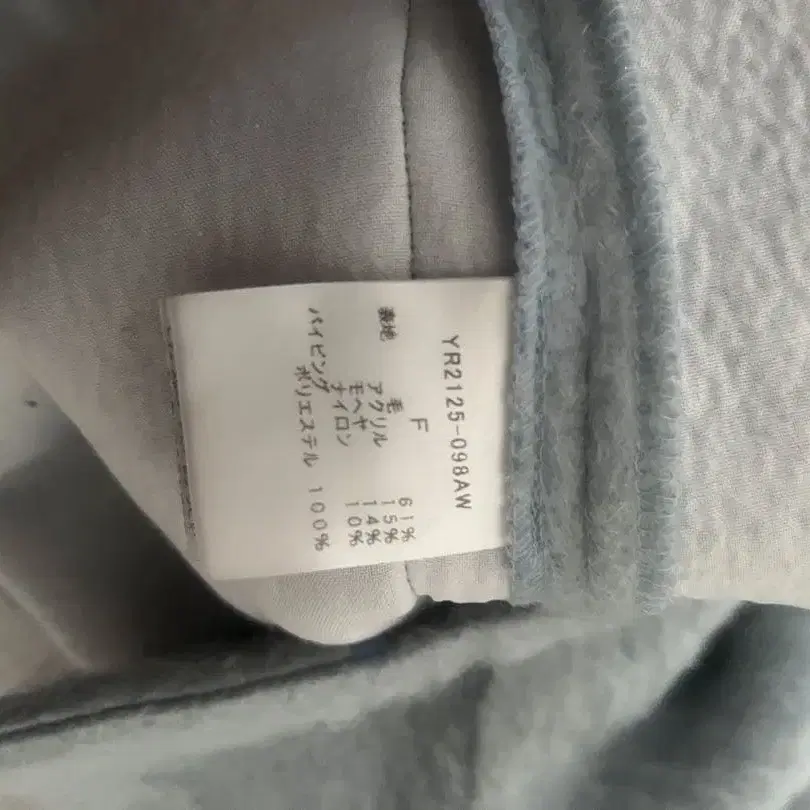 YR2125-098AW
F
表地 毛 61%
アクリル 15%
モヘヤ 14%
ナイロン 10%
パイピング
ポリエステル 100%